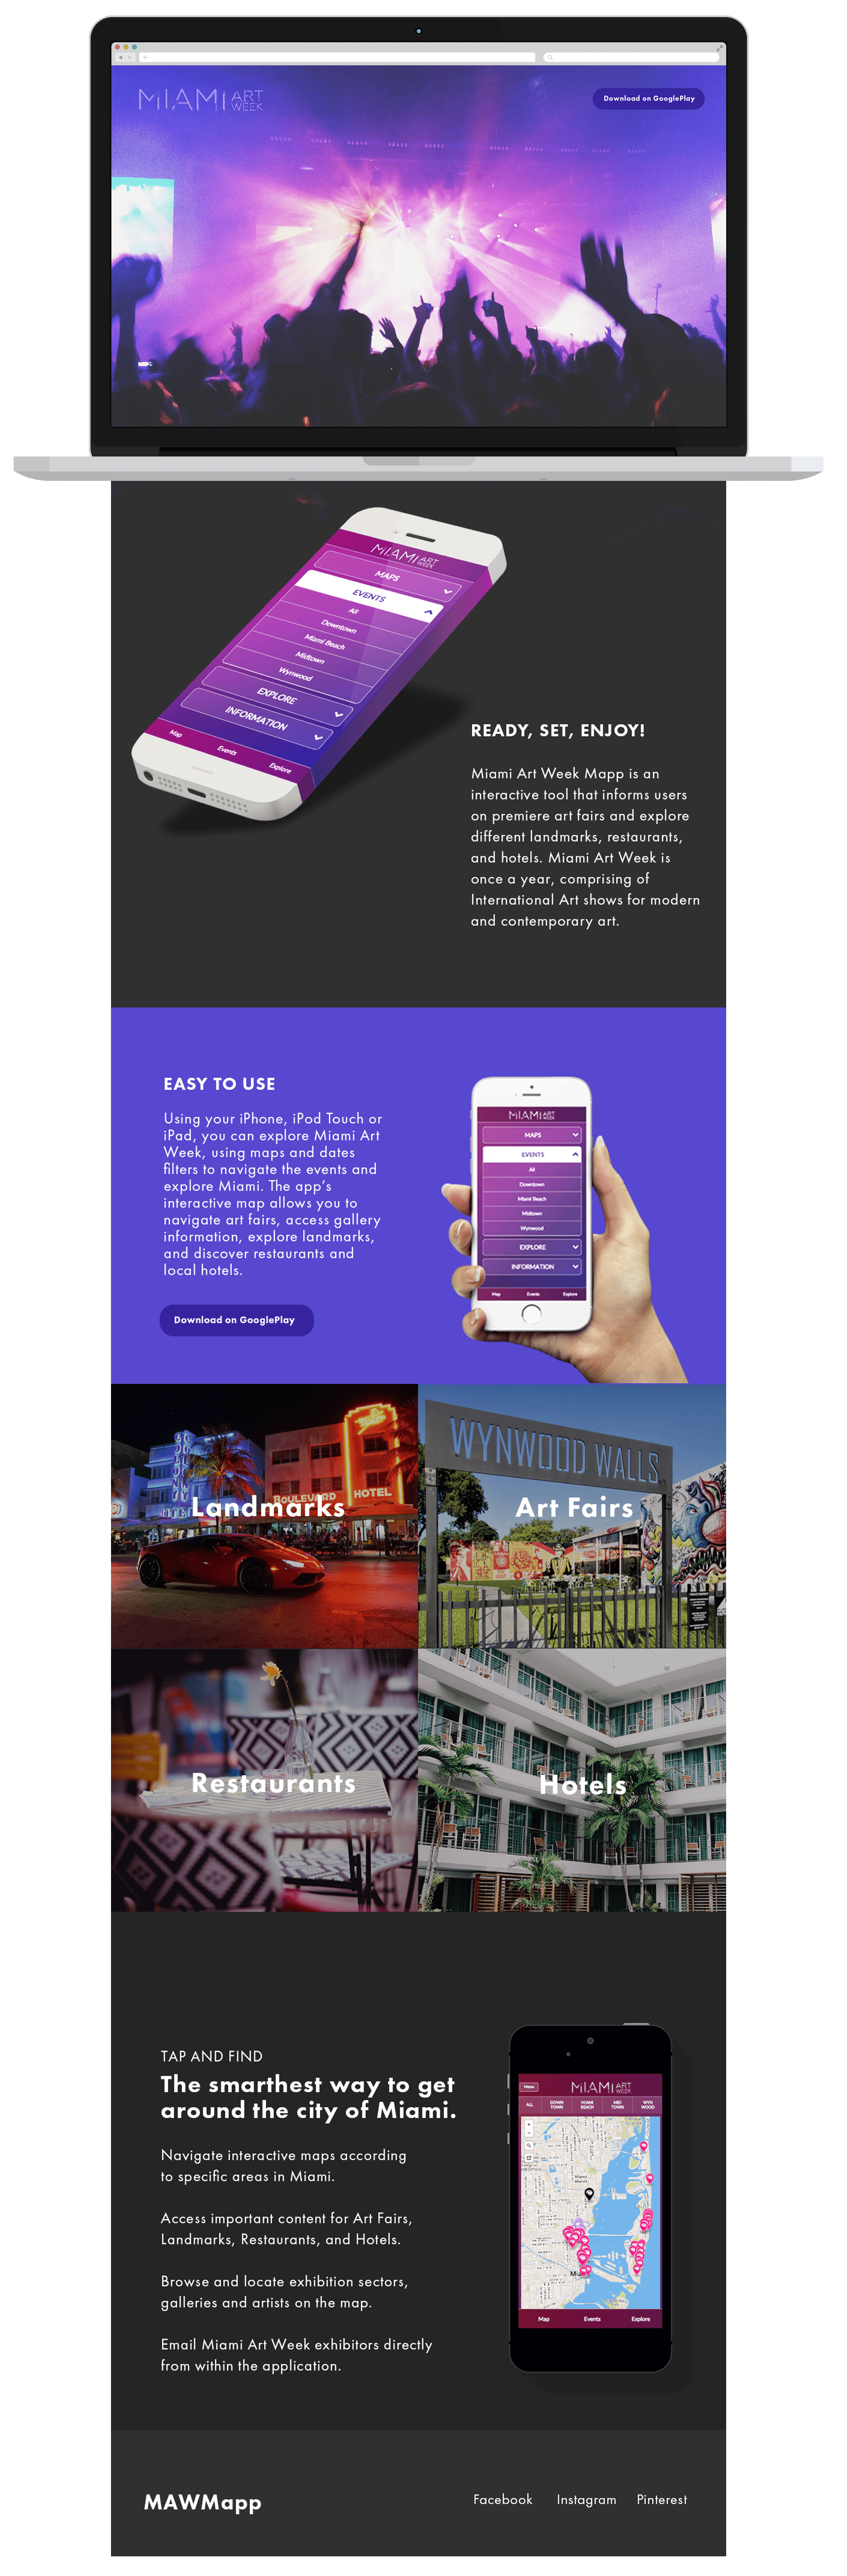 MIAMI ART WEEK
Download on GooglePlay
MIAMI ART WEEK
MAPS
EVENTS
All
Downtown
Miami Beach
Midtown
Wynwood
EXPLORE
INFORMATION
Map Events Explore
READY, SET, ENJOY!
Miami Art Week Mapp is an
interactive tool that informs users
on premiere art fairs and explore
different landmarks, restaurants,
and hotels. Miami Art Week is
once a year, comprising of
International Art shows for modern
and contemporary art.
EASY TO USE
Using your iPhone, iPod Touch or
iPad, you can explore Miami Art
Week, using maps and dates
filters to navigate the events and
explore Miami. The app's
interactive map allows you to
navigate art fairs, access gallery
information, explore landmarks,
and discover restaurants and
local hotels.
Download on GooglePlay
MIAMI ART WEEK
MAPS
EVENTS
All
Downtown
Miami Beach
Midtown
Wynwood
EXPLORE
INFORMATION
Map Events Explore
COLONY
BOULEVARD HOTEL
Landmarks
WYNWOOD WALLS
Art Fairs
Restaurants
Hotels
TAP AND FIND
The smarthest way to get
around the city of Miami.
Navigate interactive maps according
to specific areas in Miami.
Access important content for Art Fairs,
Landmarks, Restaurants, and Hotels.
Browse and locate exhibition sectors,
galleries and artists on the map.
Email Miami Art Week exhibitors directly
from within the application.
Menu MIAMI ART WEEK
ALL DOWN TOWN MIAMI BEACH MID TOWN WYN WOOD
Miami
Shores
Map Events Explore
MAWMapp
Facebook Instagram Pinterest